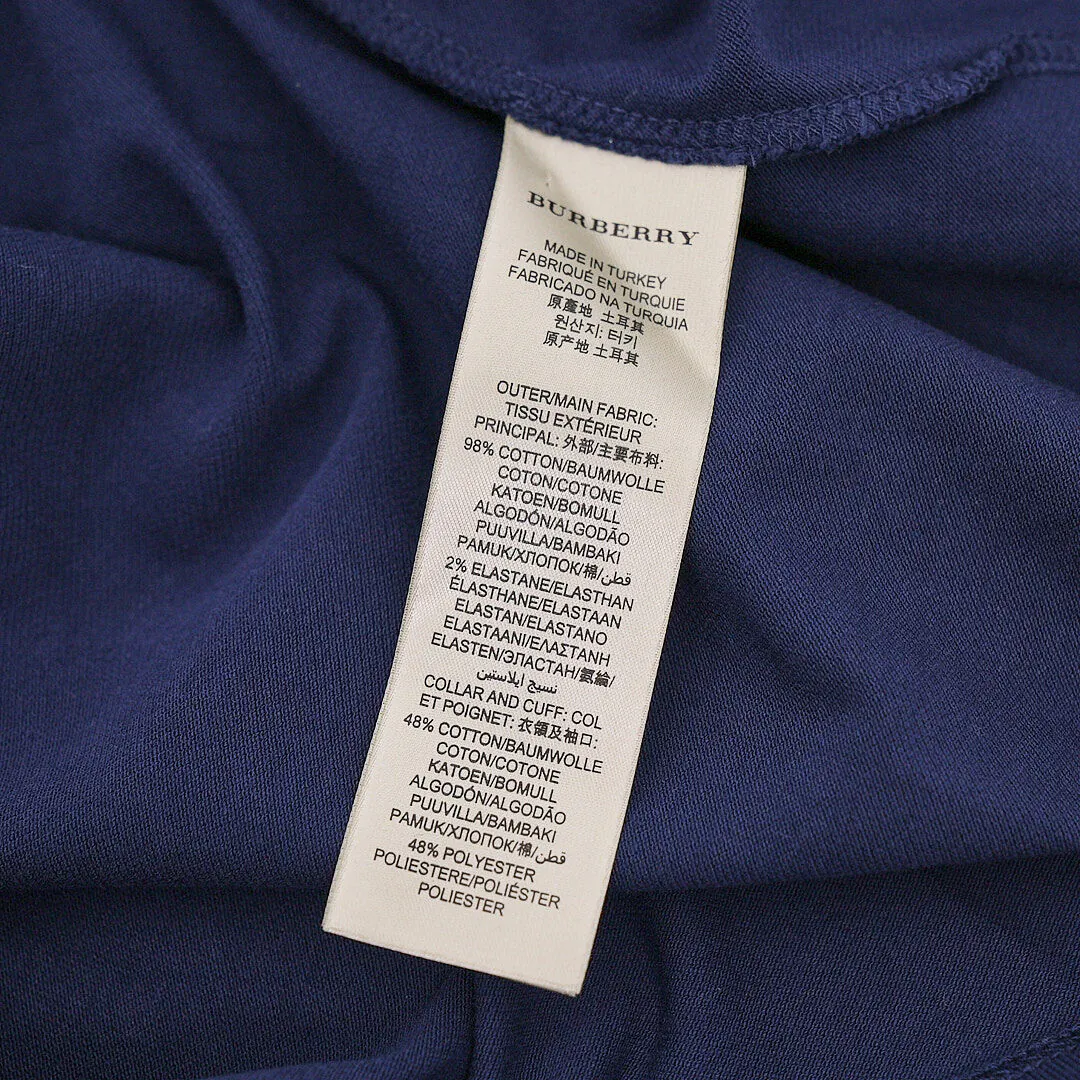 BURBERRY
MADE IN TURKEY
FABRIQUÉ EN TURQUIE
FABRICADO NA TURQUIA
原產地 土耳其
원산지: 터키
原产地 土耳其
OUTER/MAIN FABRIC:
TISSU EXTÉRIEUR
PRINCIPAL: 外部/主要布料:
98% COTTON/BAUMWOLLE
COTON/COTONE
KATOEN/BOMULL
ALGODÓN/ALGODÃO
PUUVILLA/BAMBAKI
PAMUK/ХЛОПОК/棉/قطن
2% ELASTANE/ELASTHAN
ÉLASTHANE/ELASTAAN
ELASTAN/ELASTANO
ELASTAANI/ΕΛΑΣΤΑΝΗ
ELASTEN/ЭЛАСТАН/氨綸/
نسيج ايلاستين
COLLAR AND CUFF: COL
ET POIGNET: 衣領及袖口:
48% COTTON/BAUMWOLLE
COTON/COTONE
KATOEN/BOMULL
ALGODÓN/ALGODÃO
PUUVILLA/BAMBAKI
PAMUK/ХЛОПОК/棉/قطن
48% POLYESTER
POLIESTERE/POLIÉSTER
POLIESTER